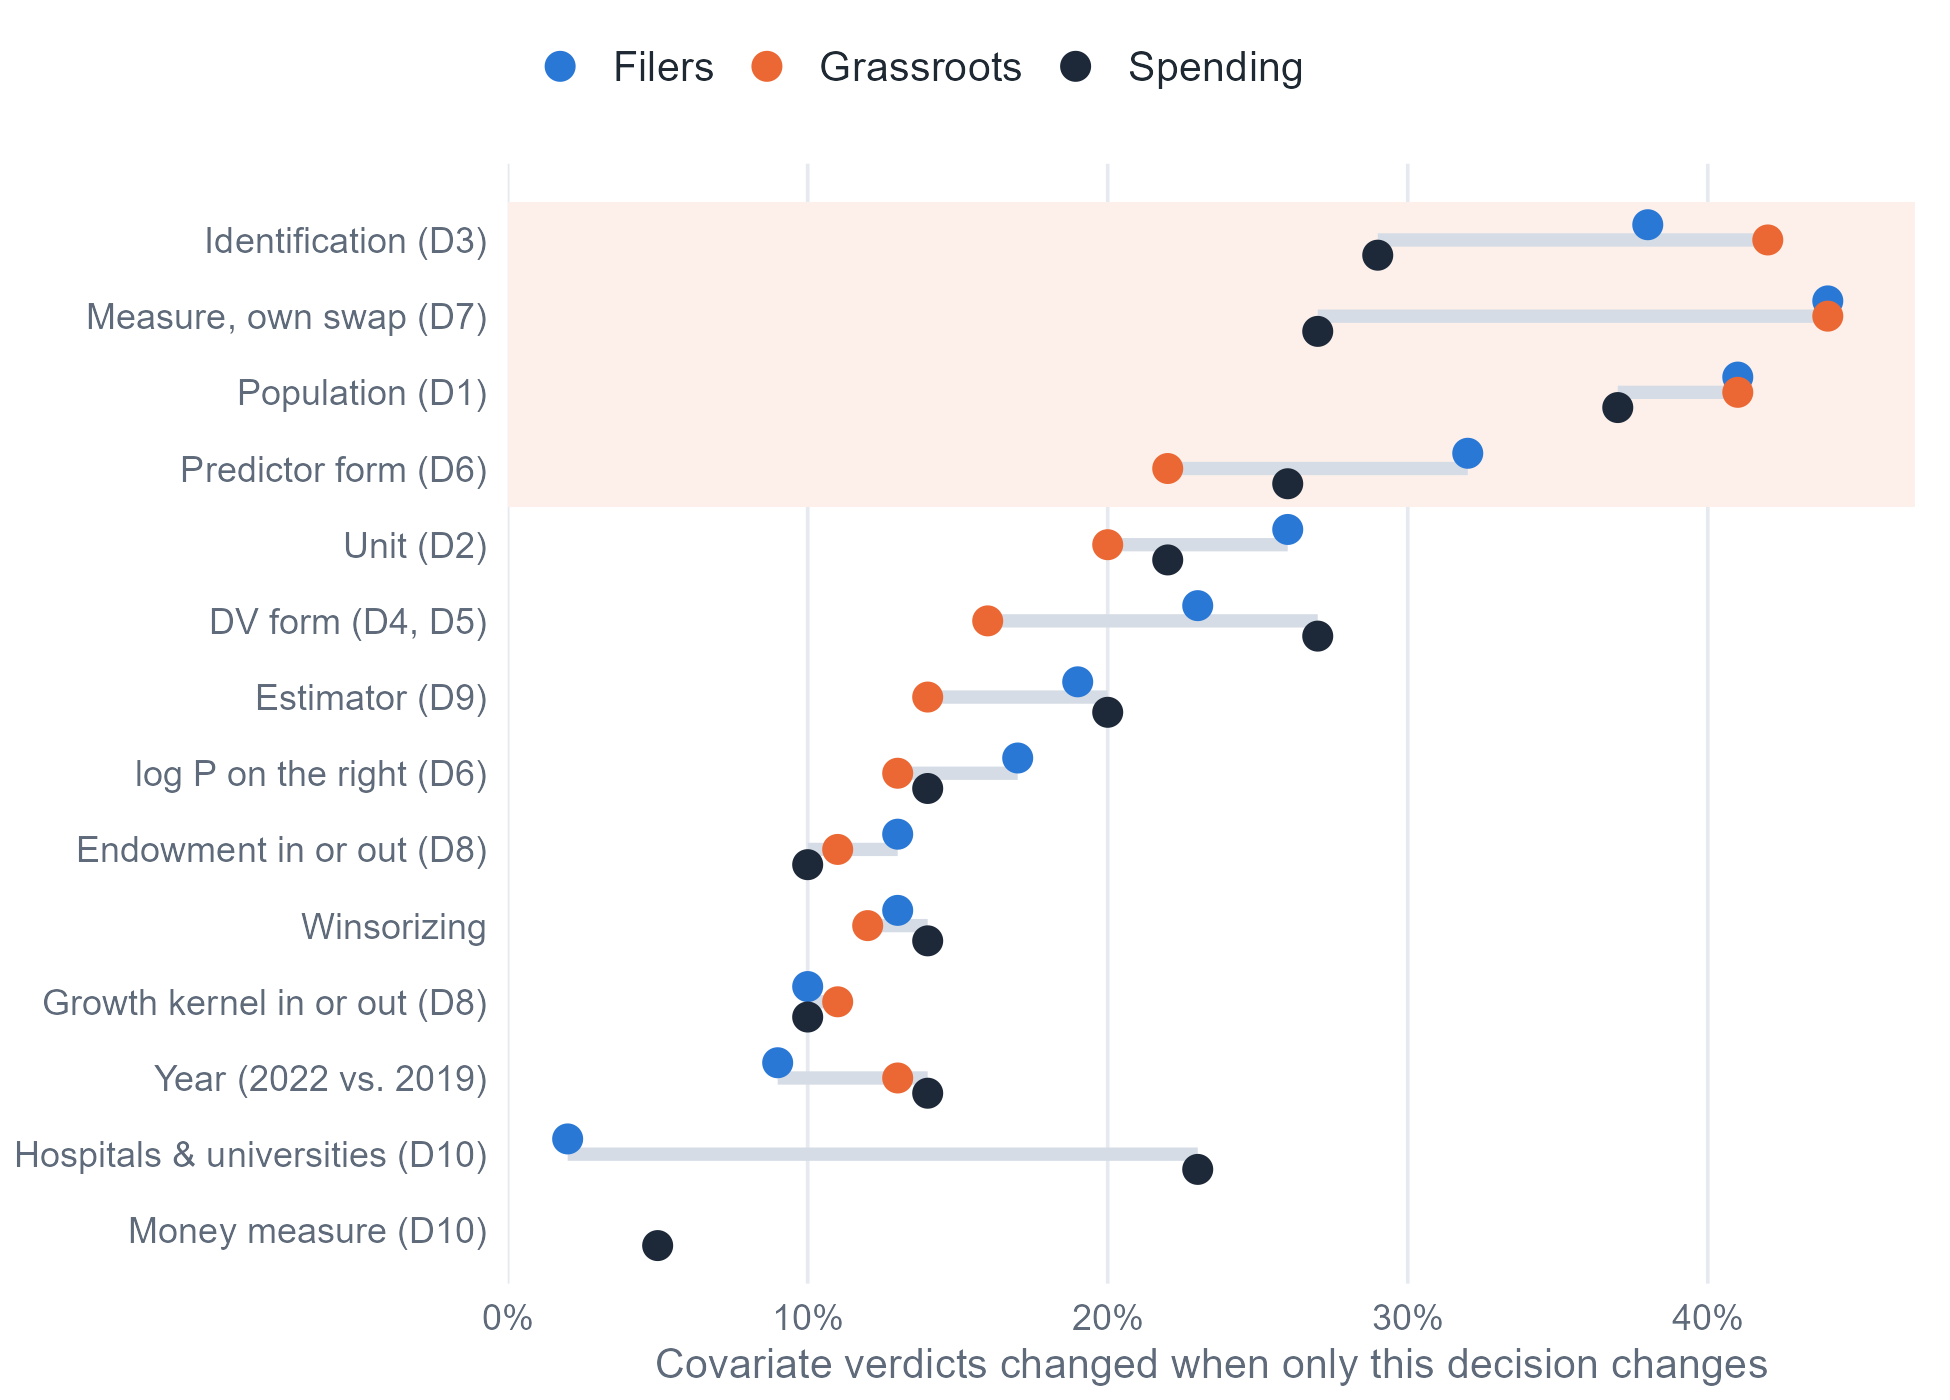 Filers Grassroots Spending
Identification (D3)
Measure, own swap (D7)
Population (D1)
Predictor form (D6)
Unit (D2)
DV form (D4, D5)
Estimator (D9)
log P on the right (D6)
Endowment in or out (D8)
Winsorizing
Growth kernel in or out (D8)
Year (2022 vs. 2019)
Hospitals & universities (D10)
Money measure (D10)
0% 10% 20% 30% 40%
Covariate verdicts changed when only this decision changes